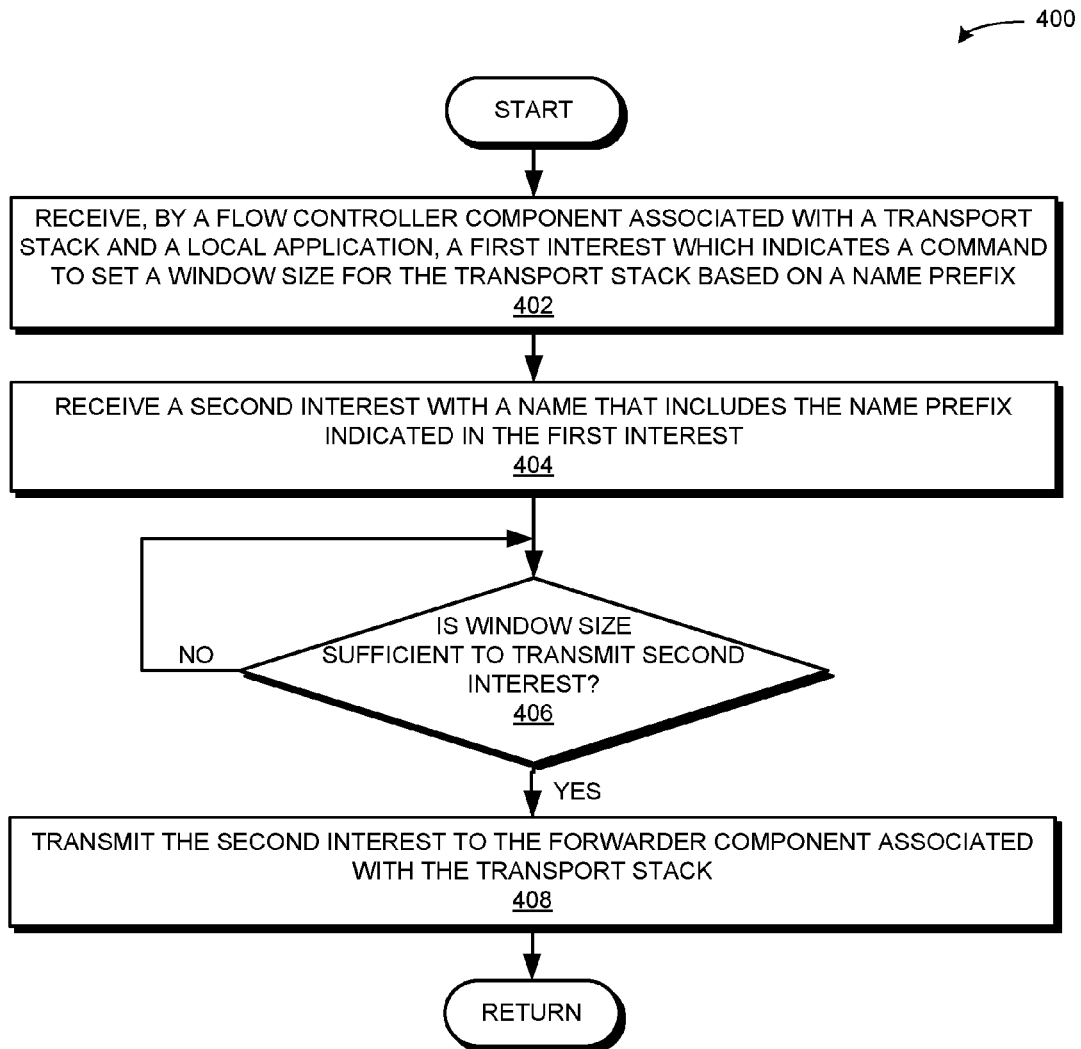 400
START
RECEIVE, BY A FLOW CONTROLLER COMPONENT ASSOCIATED WITH A TRANSPORT
STACK AND A LOCAL APPLICATION, A FIRST INTEREST WHICH INDICATES A COMMAND
TO SET A WINDOW SIZE FOR THE TRANSPORT STACK BASED ON A NAME PREFIX
402
RECEIVE A SECOND INTEREST WITH A NAME THAT INCLUDES THE NAME PREFIX
INDICATED IN THE FIRST INTEREST
404
IS WINDOW SIZE
SUFFICIENT TO TRANSMIT SECOND
INTEREST?
406
NO
YES
TRANSMIT THE SECOND INTEREST TO THE FORWARDER COMPONENT ASSOCIATED
WITH THE TRANSPORT STACK
408
RETURN